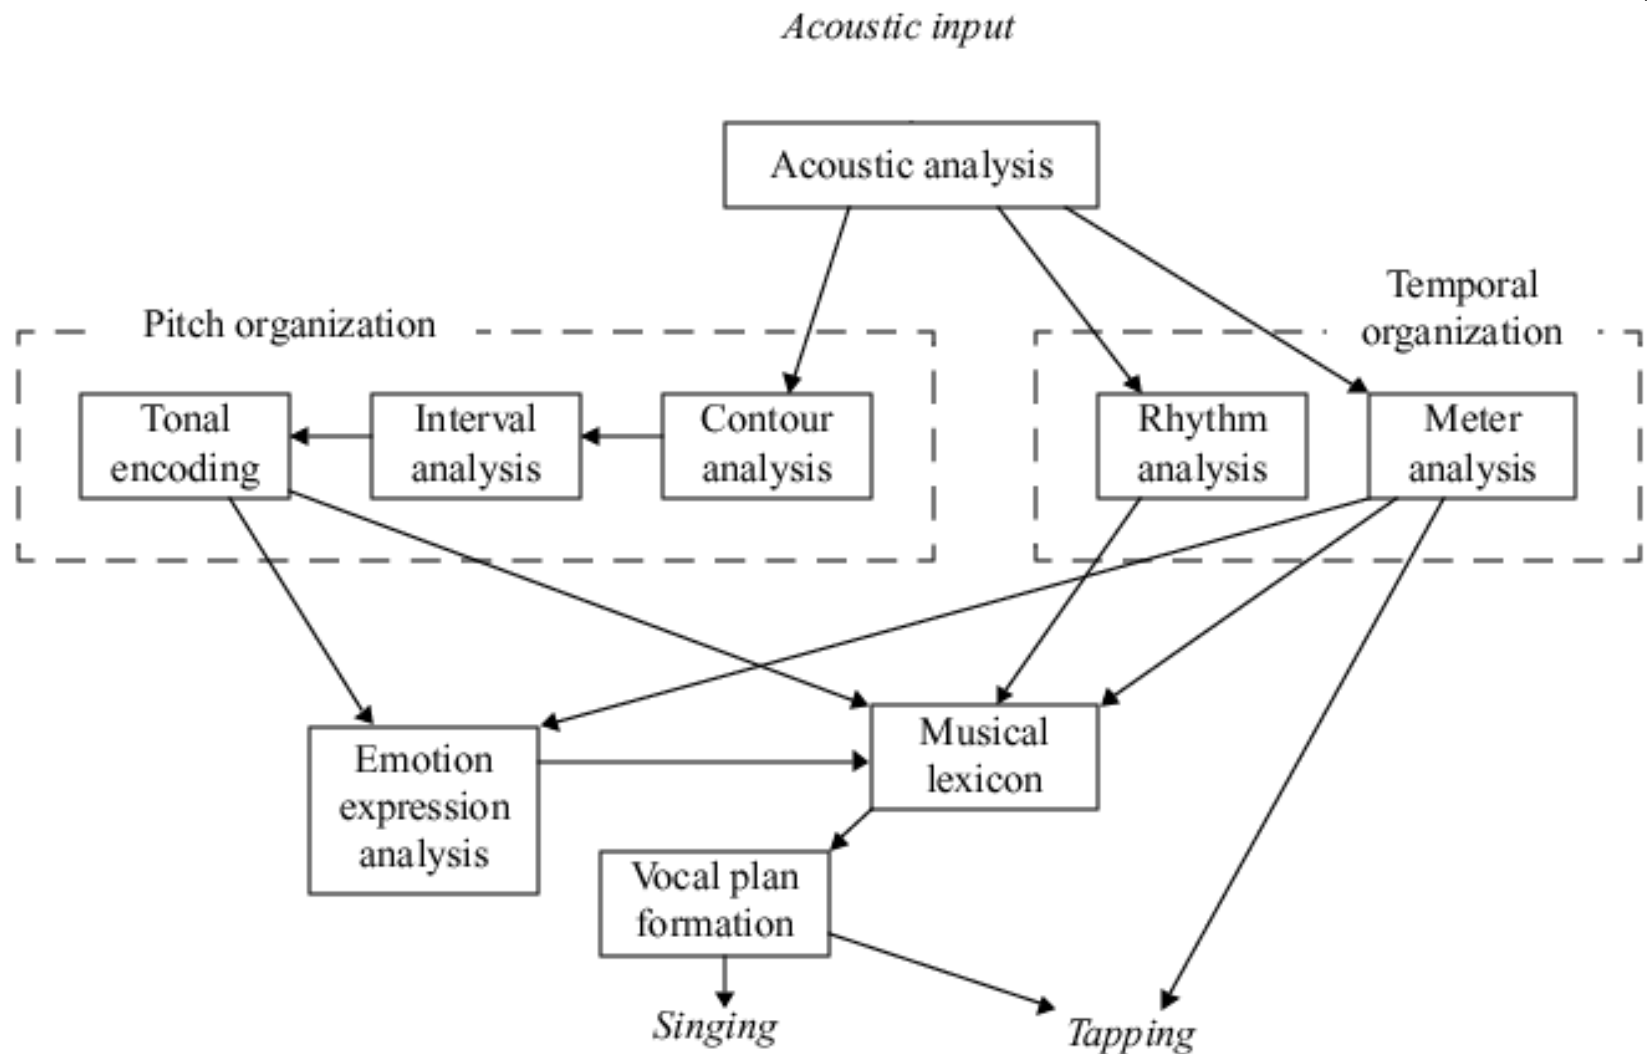 Acoustic input
Acoustic analysis
Pitch organization
Temporal
organization
Tonal
encoding
Interval
analysis
Contour
analysis
Rhythm
analysis
Meter
analysis
Emotion
expression
analysis
Musical
lexicon
Vocal plan
formation
Singing
Tapping